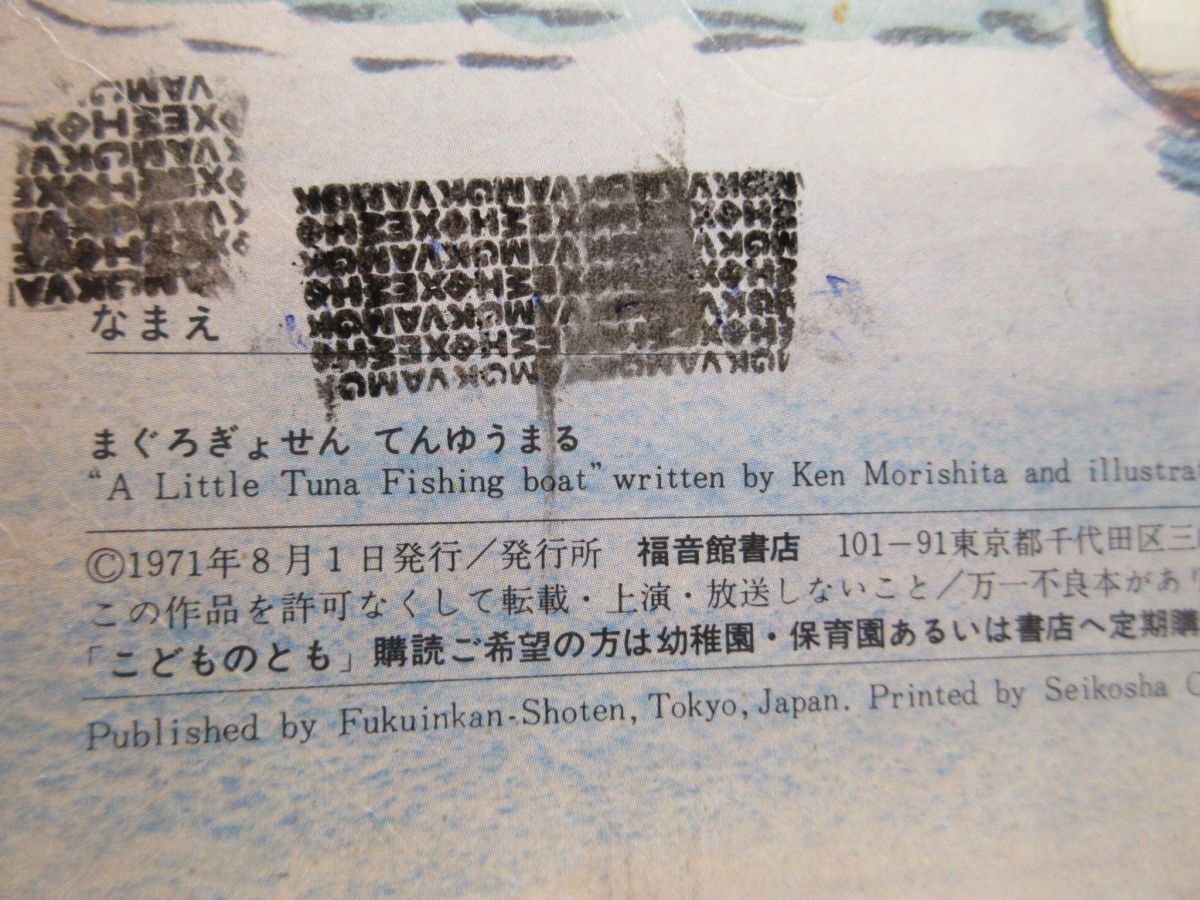 なまえ
まぐろぎょせん てんゆうまる
“A Little Tuna Fishing boat” written by Ken Morishita and illustra
©1971年8月1日発行／発行所 福音館書店 101-91東京都千代田区三
この作品を許可なくして転載・上演・放送しないこと／万一不良本があ
「こどものとも」購読ご希望の方は幼稚園・保育園あるいは書店へ定期購
Published by Fukuinkan-Shoten, Tokyo, Japan. Printed by Seikosha